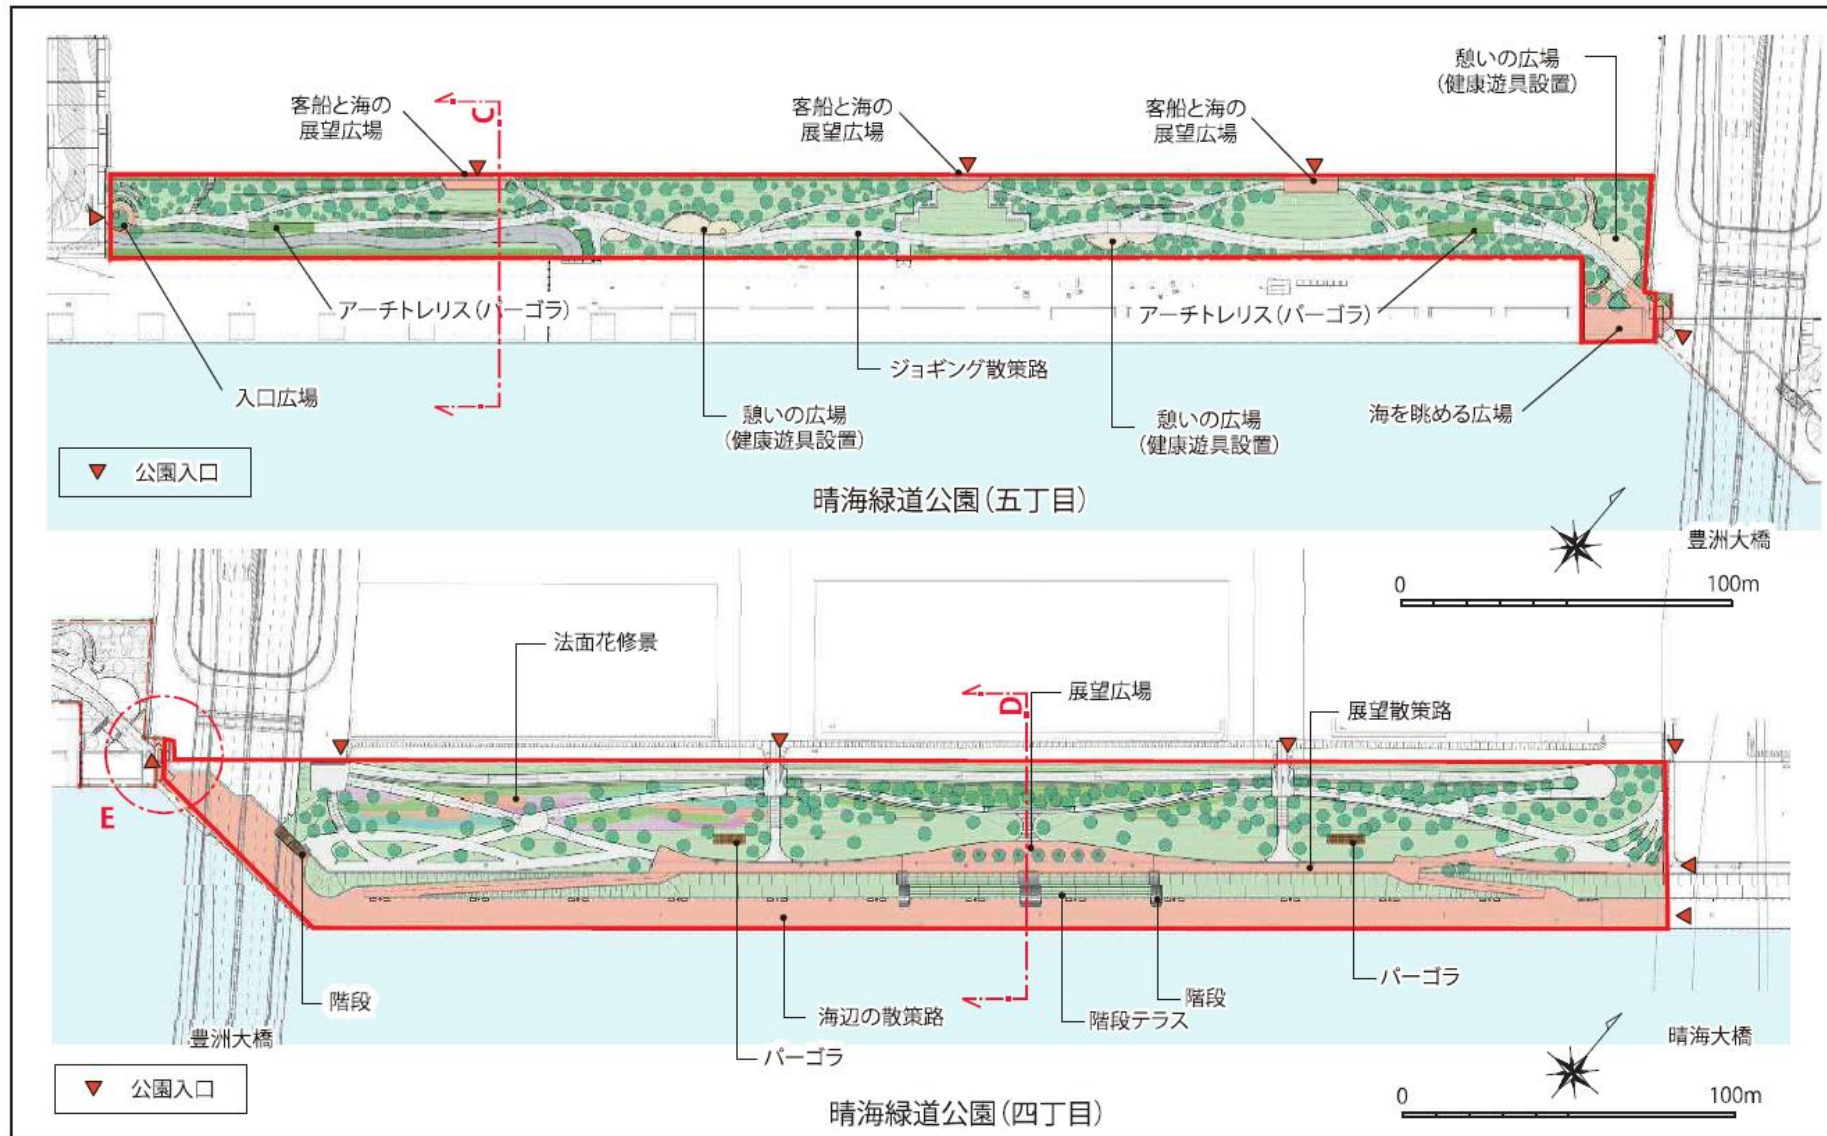 憩いの広場
(健康遊具設置)
客船と海の
展望広場
C
客船と海の
展望広場
客船と海の
展望広場
アーチトレリス(パーゴラ)
アーチトレリス(パーゴラ)
ジョギング散策路
入口広場
憩いの広場
(健康遊具設置)
憩いの広場
(健康遊具設置)
海を眺める広場
▼ 公園入口
晴海緑道公園(五丁目)
豊洲大橋
0 100m
法面花修景
D
展望広場
展望散策路
E
階段
海辺の散策路
階段テラス
階段
パーゴラ
豊洲大橋
パーゴラ
晴海大橋
▼ 公園入口
晴海緑道公園(四丁目)
0 100m